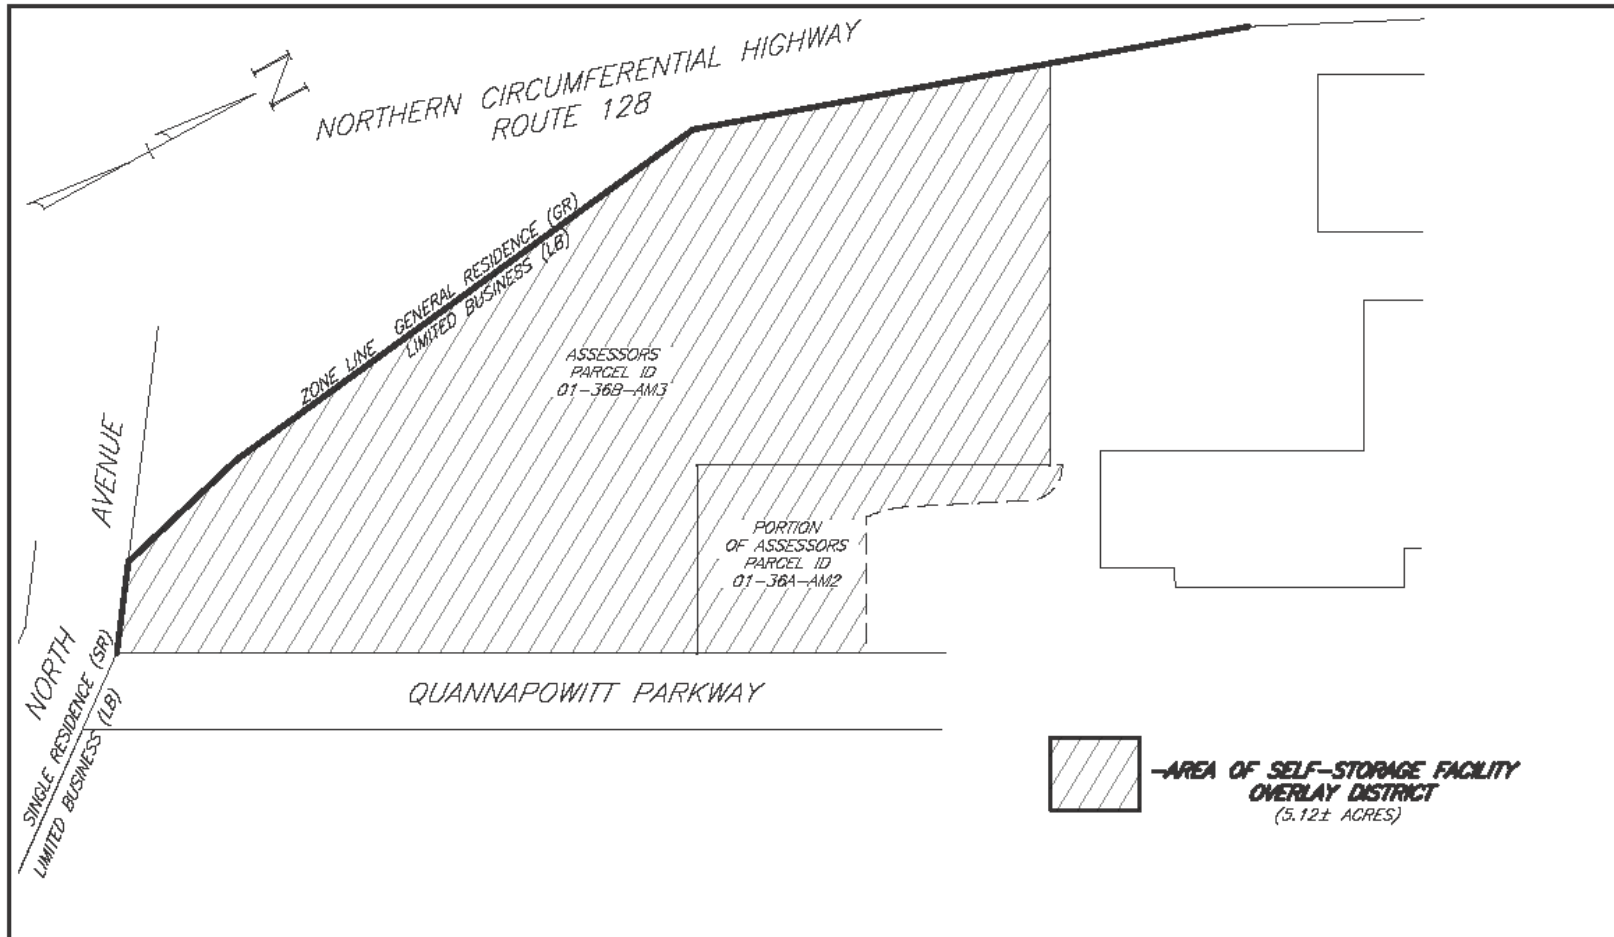 N
NORTHERN CIRCUMFERENTIAL HIGHWAY
ROUTE 128
ZONE LINE
GENERAL RESIDENCE (GR)
LIMITED BUSINESS (LB)
ASSESSORS
PARCEL ID
01-36B-AM3
NORTH AVENUE
PORTION
OF ASSESSORS
PARCEL ID
01-36A-AM2
SINGLE RESIDENCE (SR)
LIMITED BUSINESS (LB)
QUANNAPOWITT PARKWAY
-AREA OF SELF-STORAGE FACILITY
OVERLAY DISTRICT
(5.12± ACRES)